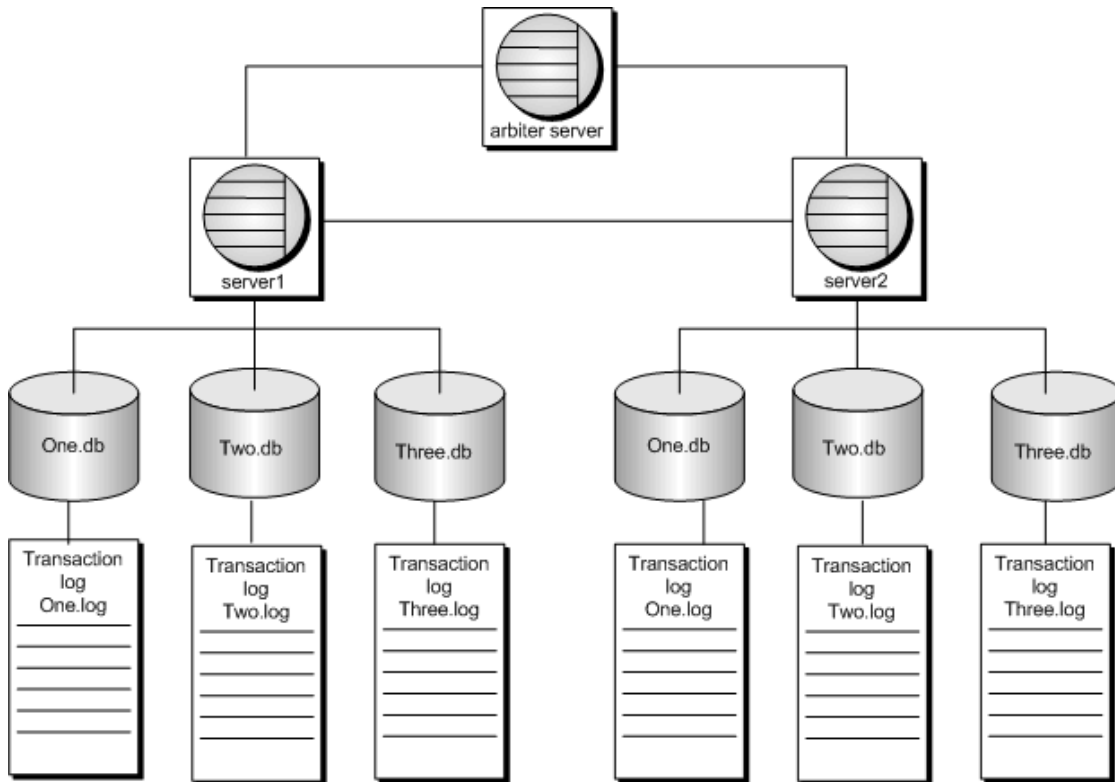 arbiter server
server1
server2
One.db
Two.db
Three.db
One.db
Two.db
Three.db
Transaction
log
One.log
Transaction
log
Two.log
Transaction
log
Three.log
Transaction
log
One.log
Transaction
log
Two.log
Transaction
log
Three.log